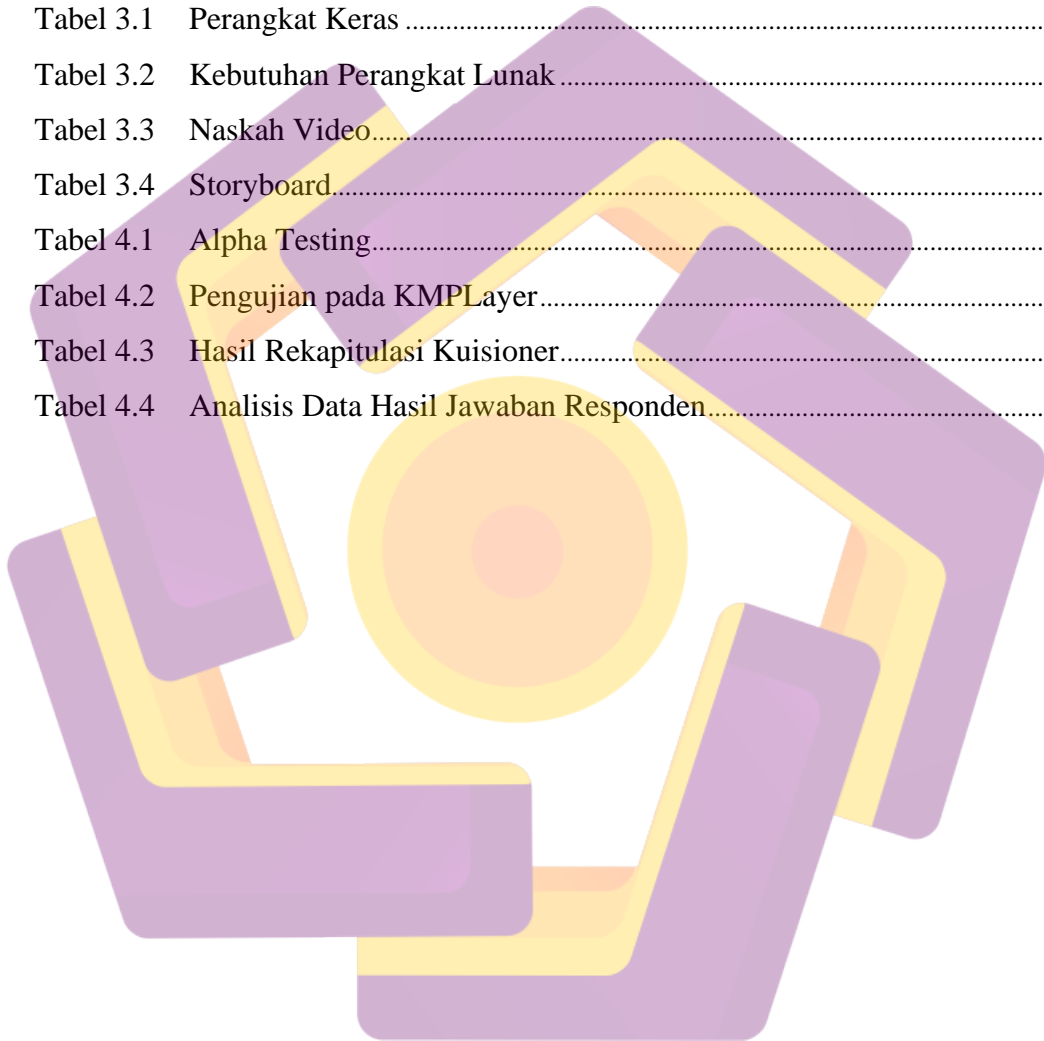 Tabel 3.1 Perangkat Keras ................................................................................
Tabel 3.2 Kebutuhan Perangkat Lunak ............................................................
Tabel 3.3 Naskah Video....................................................................................
Tabel 3.4 Storyboard.........................................................................................
Tabel 4.1 Alpha Testing....................................................................................
Tabel 4.2 Pengujian pada KMPLayer...............................................................
Tabel 4.3 Hasil Rekapitulasi Kuisioner............................................................
Tabel 4.4 Analisis Data Hasil Jawaban Responden..........................................